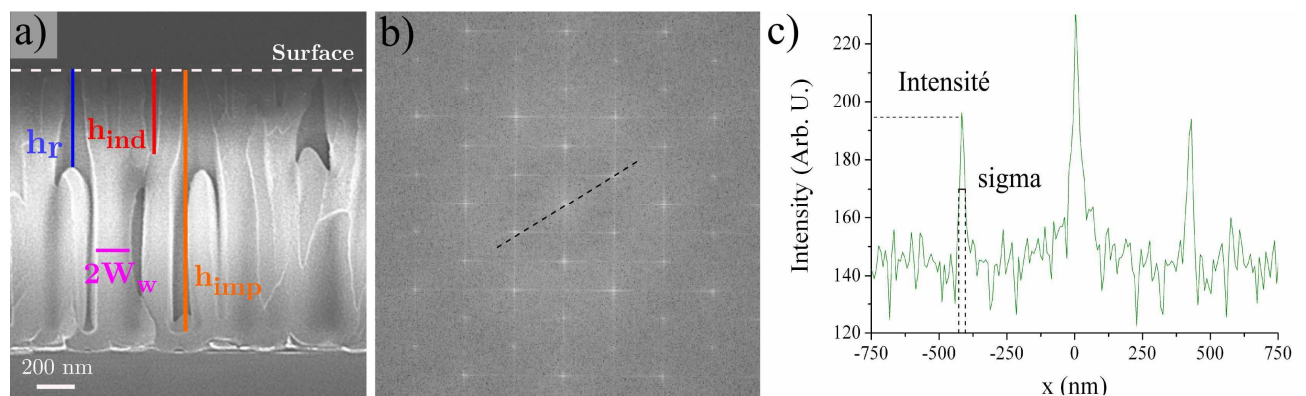 a)
Surface
hr
hind
himp
2Ww
200 nm
b)
c)
Intensity (Arb. U.)
220
200
180
160
140
120
Intensité
sigma
-750 -500 -250 0 250 500 750
x (nm)